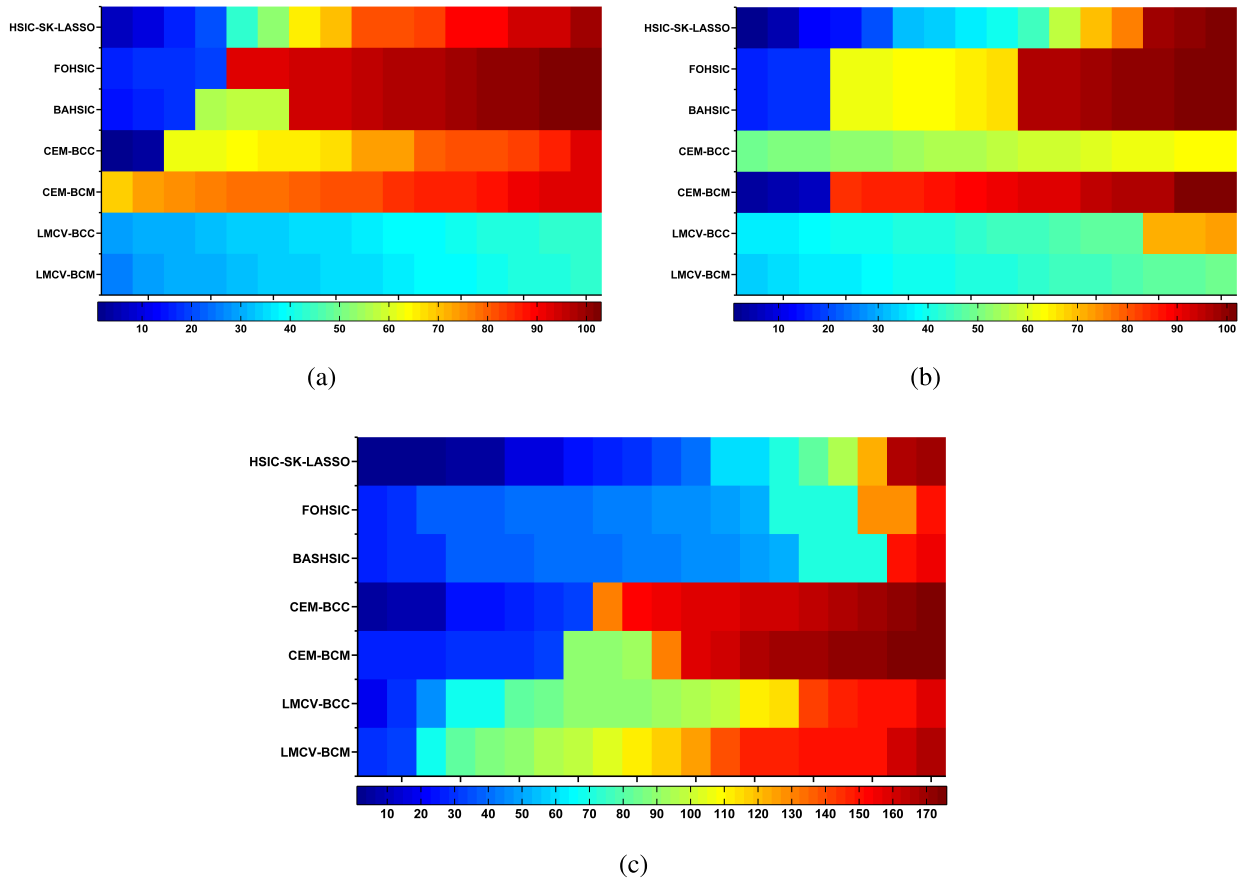 HSIC-SK-LASSO
FOHSIC
BAHSIC
CEM-BCC
CEM-BCM
LMCV-BCC
LMCV-BCM
10 20 30 40 50 60 70 80 90 100
(a)
HSIC-SK-LASSO
FOHSIC
BAHSIC
CEM-BCC
CEM-BCM
LMCV-BCC
LMCV-BCM
10 20 30 40 50 60 70 80 90 100
(b)
HSIC-SK-LASSO
FOHSIC
BASHSIC
CEM-BCC
CEM-BCM
LMCV-BCC
LMCV-BCM
10 20 30 40 50 60 70 80 90 100 110 120 130 140 150 160 170
(c)